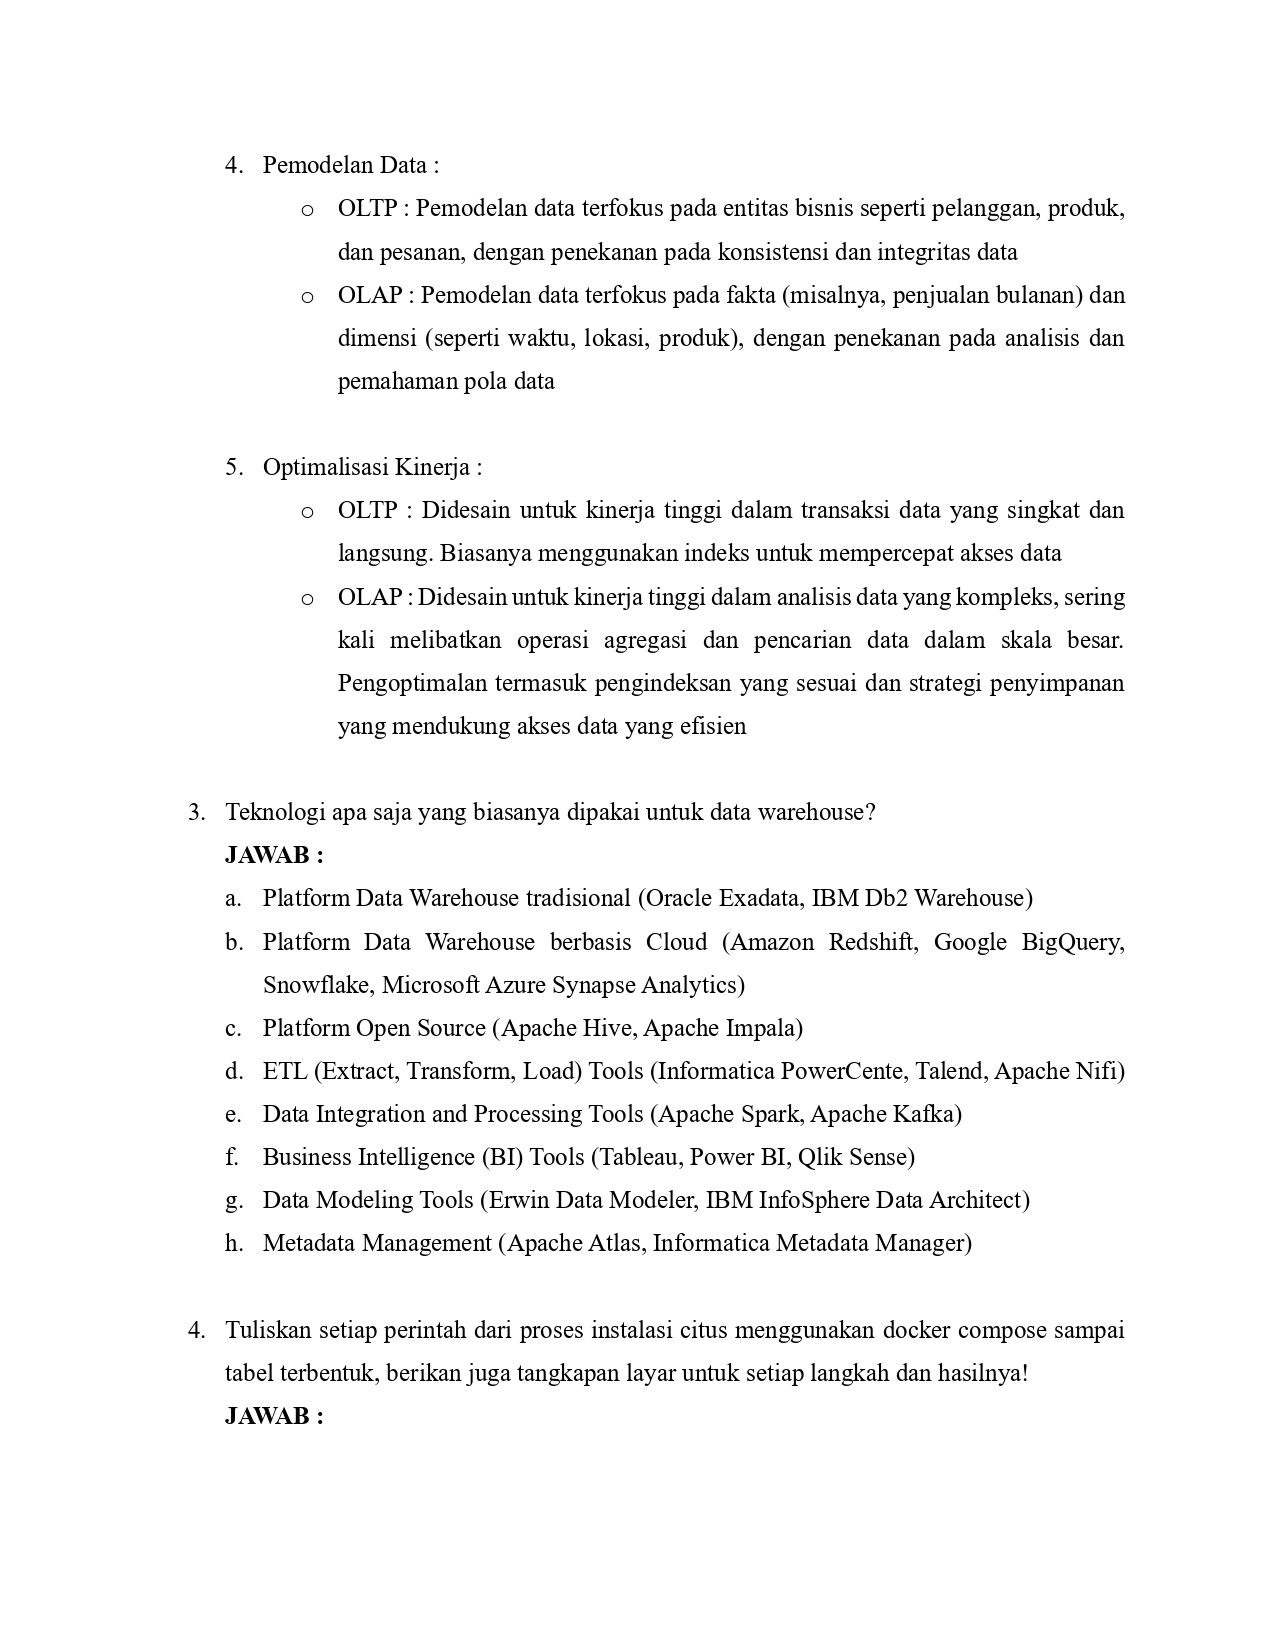 4. Pemodelan Data :
o OLTP : Pemodelan data terfokus pada entitas bisnis seperti pelanggan, produk,
dan pesanan, dengan penekanan pada konsistensi dan integritas data
o OLAP : Pemodelan data terfokus pada fakta (misalnya, penjualan bulanan) dan
dimensi (seperti waktu, lokasi, produk), dengan penekanan pada analisis dan
pemahaman pola data
5. Optimalisasi Kinerja :
o OLTP : Didesain untuk kinerja tinggi dalam transaksi data yang singkat dan
langsung. Biasanya menggunakan indeks untuk mempercepat akses data
o OLAP : Didesain untuk kinerja tinggi dalam analisis data yang kompleks, sering
kali melibatkan operasi agregasi dan pencarian data dalam skala besar.
Pengoptimalan termasuk pengindeksan yang sesuai dan strategi penyimpanan
yang mendukung akses data yang efisien
3. Teknologi apa saja yang biasanya dipakai untuk data warehouse?
JAWAB :
a. Platform Data Warehouse tradisional (Oracle Exadata, IBM Db2 Warehouse)
b. Platform Data Warehouse berbasis Cloud (Amazon Redshift, Google BigQuery,
Snowflake, Microsoft Azure Synapse Analytics)
c. Platform Open Source (Apache Hive, Apache Impala)
d. ETL (Extract, Transform, Load) Tools (Informatica PowerCente, Talend, Apache Nifi)
e. Data Integration and Processing Tools (Apache Spark, Apache Kafka)
f. Business Intelligence (BI) Tools (Tableau, Power BI, Qlik Sense)
g. Data Modeling Tools (Erwin Data Modeler, IBM InfoSphere Data Architect)
h. Metadata Management (Apache Atlas, Informatica Metadata Manager)
4. Tuliskan setiap perintah dari proses instalasi citus menggunakan docker compose sampai
tabel terbentuk, berikan juga tangkapan layar untuk setiap langkah dan hasilnya!
JAWAB :